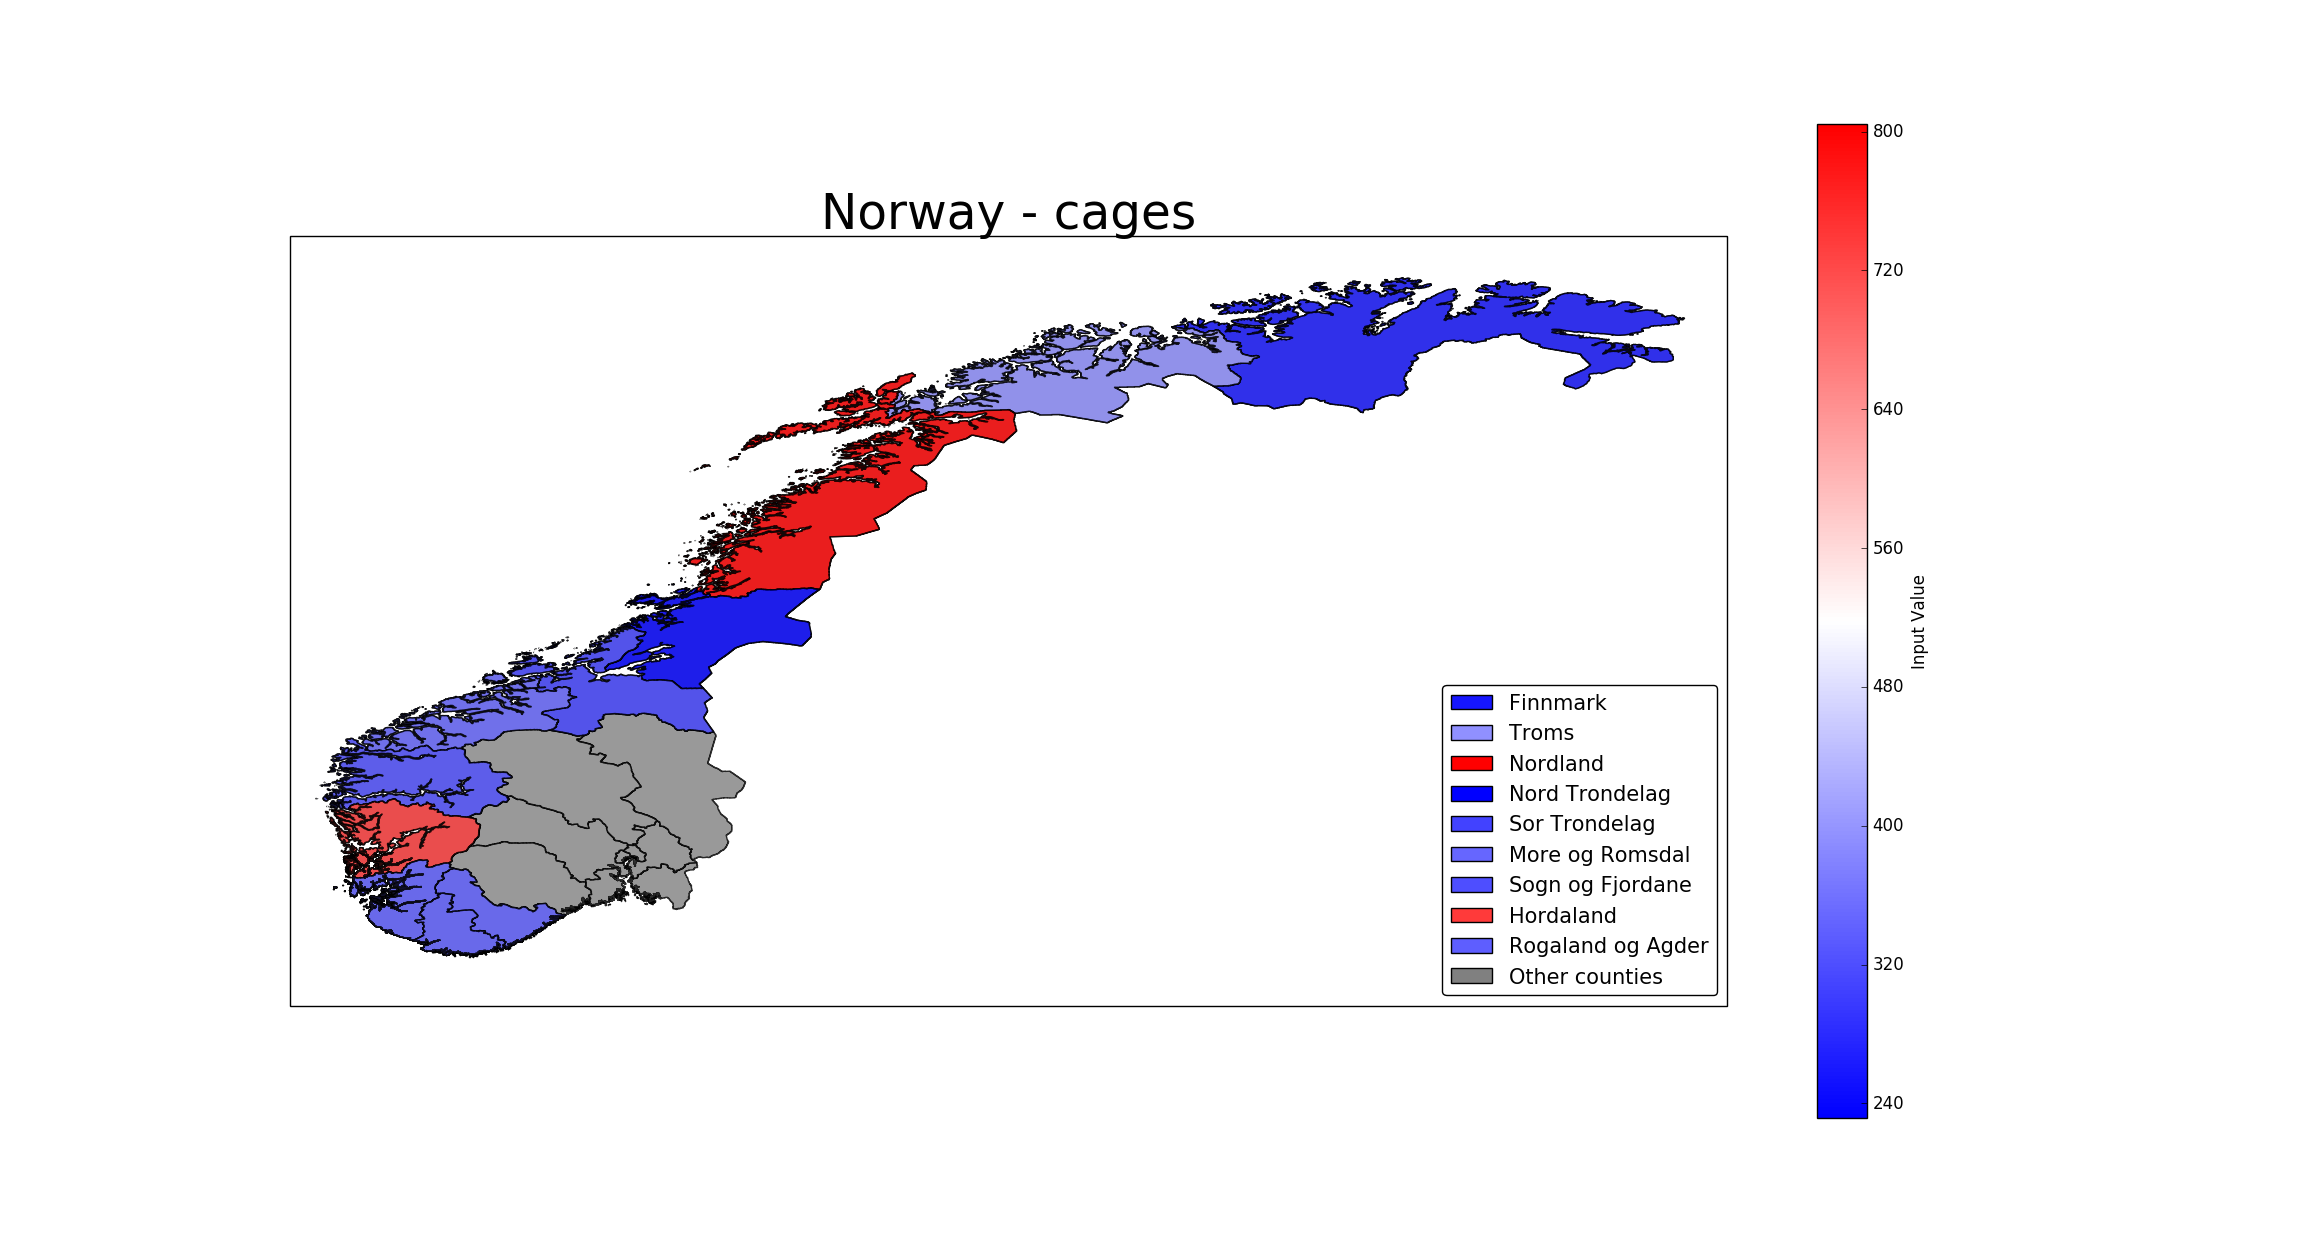 Norway - cages
800
720
640
560
480
400
320
240
Input Value
Finnmark
Troms
Nordland
Nord Trondelag
Sor Trondelag
More og Romsdal
Sogn og Fjordane
Hordaland
Rogaland og Agder
Other counties